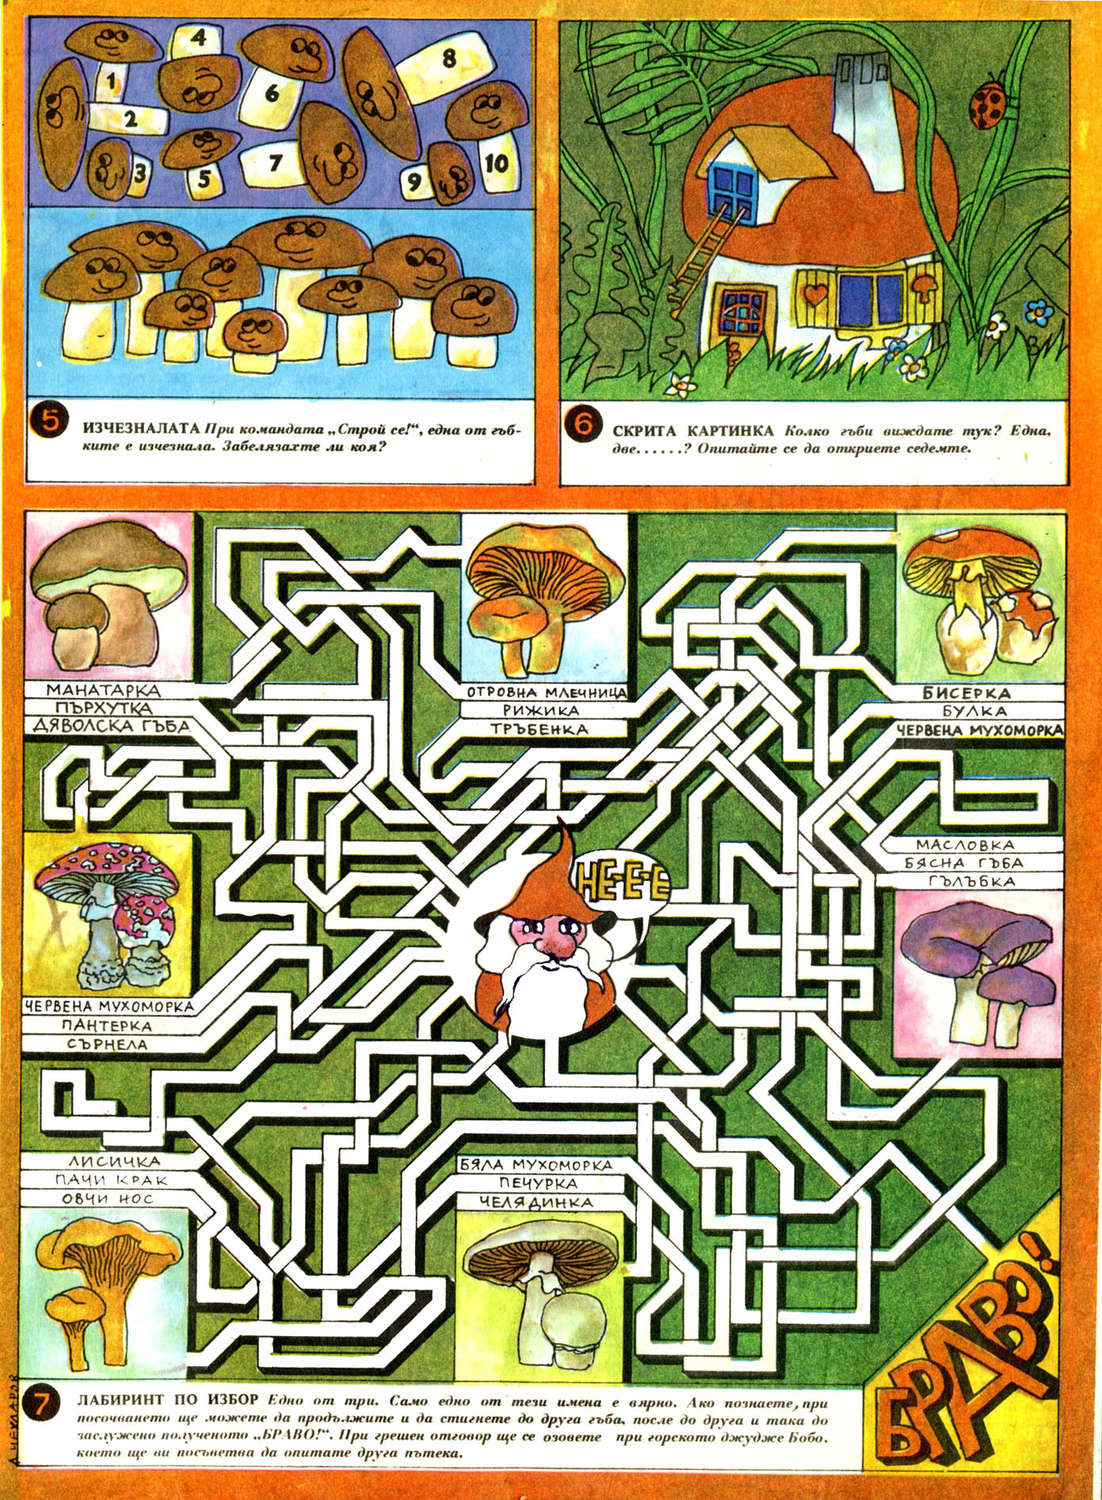 4
1
2
6
8
3
5
7
9
10
5
ИЗЧЕЗНАЛАТА При командата „Строй се!“, една от гъб-
ките е изчезнала. Забелязахте ли коя?
6
СКРИТА КАРТИНКА Колко гъби виждате тук? Една,
две......? Опитайте се да откриете седемте.
МАНАТАРКА
ПЪРХУТКА
ДЯВОЛСКА ГЪБА
ОТРОВНА МЛЕЧНИЦА
РИЖИКА
ТРЪБЕНКА
БИСЕРКА
БУЛКА
ЧЕРВЕНА МУХОМОРКА
МАСЛОВКА
БЯСНА ГЪБА
ГЪЛЪБКА
НЕ-Е-Е
ЧЕРВЕНА МУХОМОРКА
ПАНТЕРКА
СЪРНЕЛА
ЛИСИЧКА
ПАЧИ КРАК
ОВЧИ НОС
БЯЛА МУХОМОРКА
ПЕЧУРКА
ЧЕЛЯДИНКА
БРАВО!
7
ЛАБИРИНТ ПО ИЗБОР Едно от три. Само едно от тези имена е вярно. Ако познаете, при
посочването ще можете да продължите и да стигнете до друга гъба, после до друга и така до
заслужено полученото „БРАВО!“. При грешен отговор ще се озовете при горското джудже Бобо,
което ще ви посъветва да опитате друга пътека.